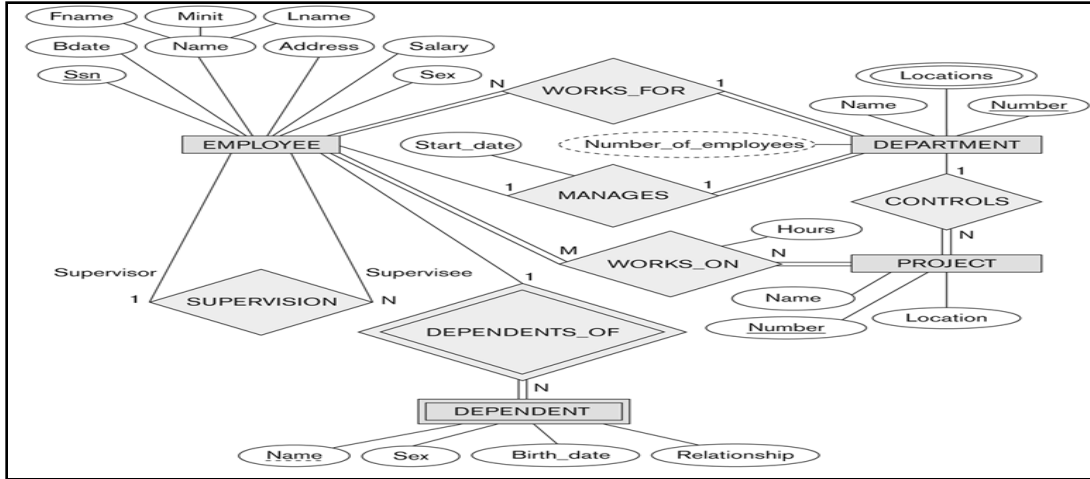 Fname Minit Lname
Bdate Name Address Salary
Ssn Sex
N WORKS_FOR 1
Locations
Name Number
EMPLOYEE Start_date Number_of_employees DEPARTMENT
1 MANAGES 1
1
CONTROLS
N
Hours
M WORKS_ON N PROJECT
Supervisor Supervisee
1 SUPERVISION N
1
Name
Number Location
DEPENDENTS_OF
N
DEPENDENT
Name Sex Birth_date Relationship